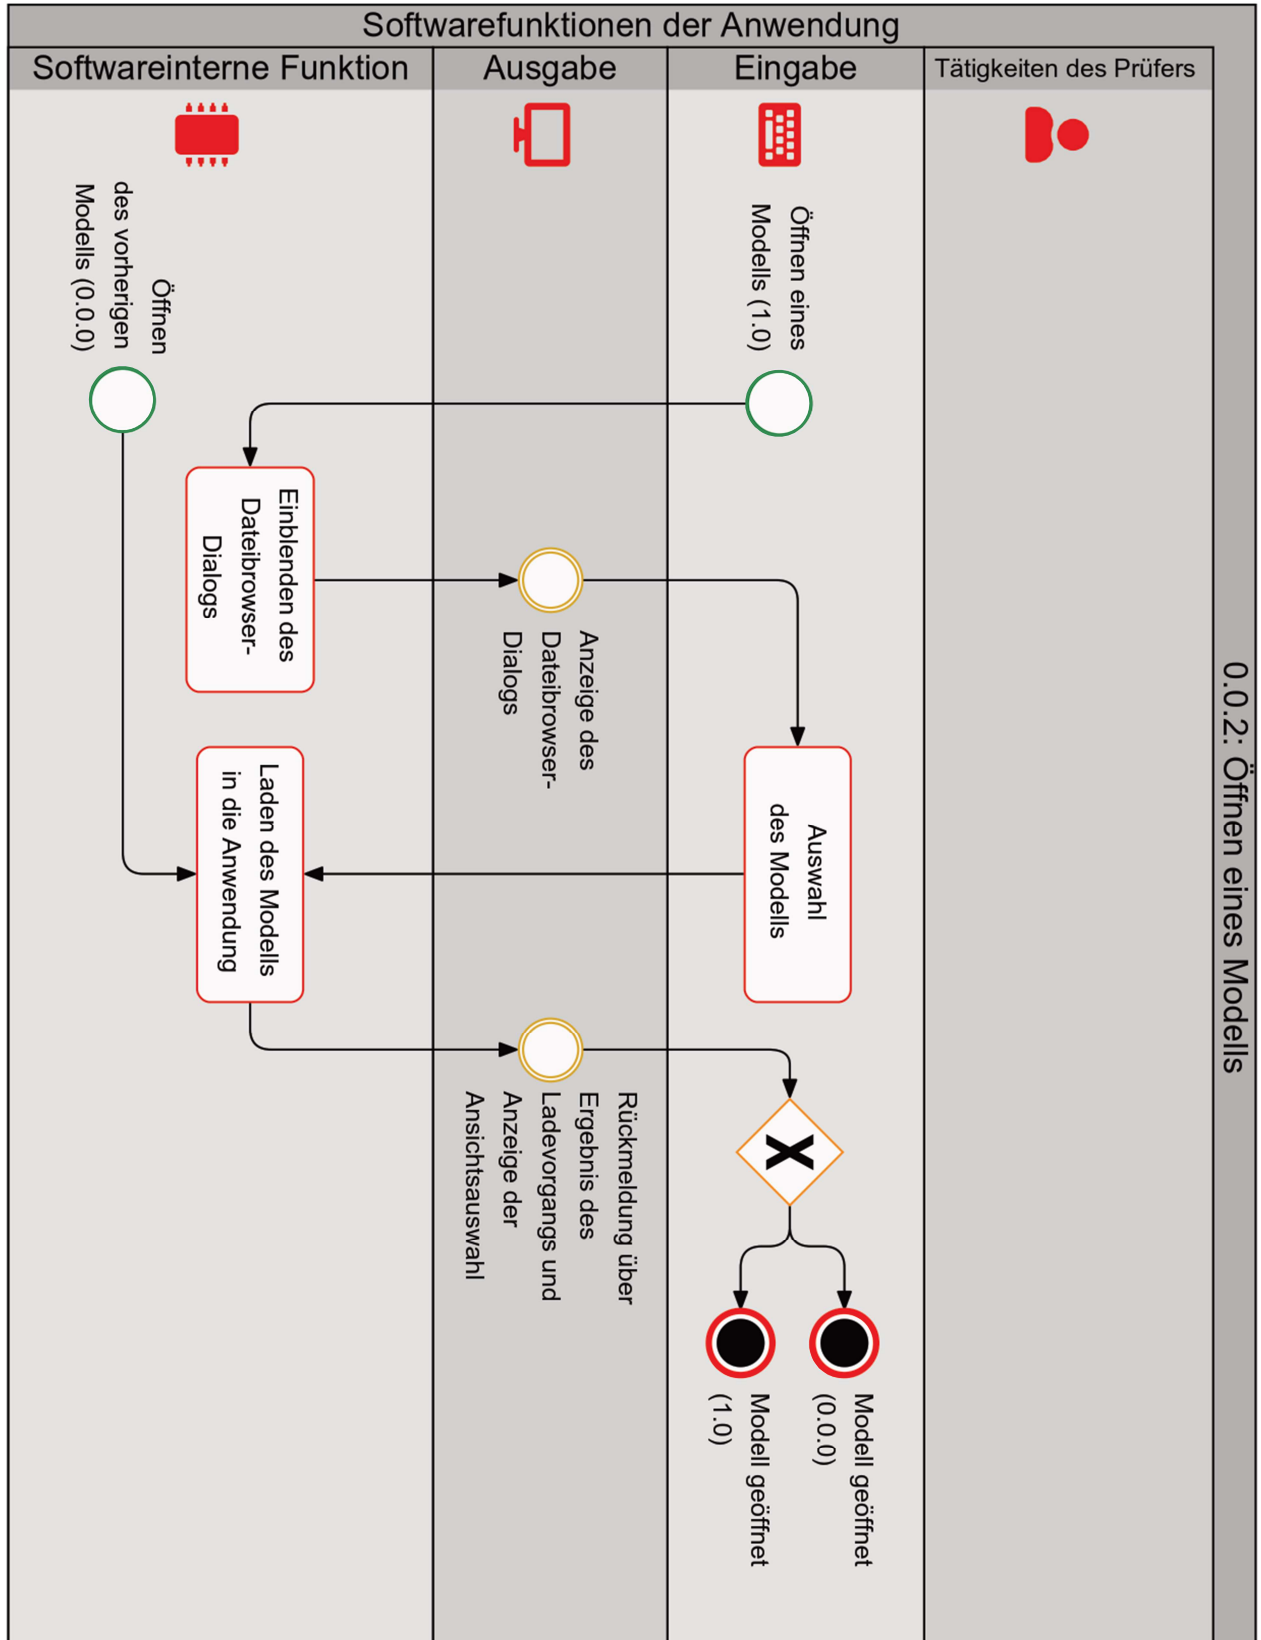 0.0.2: Öffnen eines Modells
Softwarefunktionen der Anwendung
Tätigkeiten des Prüfers
Eingabe
Ausgabe
Softwareinterne Funktion
Öffnen eines
Modells (1.0)
Öffnen
des vorherigen
Modells (0.0.0)
Einblenden des
Dateibrowser-
Dialogs
Anzeige des
Dateibrowser-
Dialogs
Auswahl
des Modells
Laden des Modells
in die Anwendung
Rückmeldung über
Ergebnis des
Ladevorgangs und
Anzeige der
Ansichtsauswahl
X
Modell geöffnet
(0.0.0)
Modell geöffnet
(1.0)